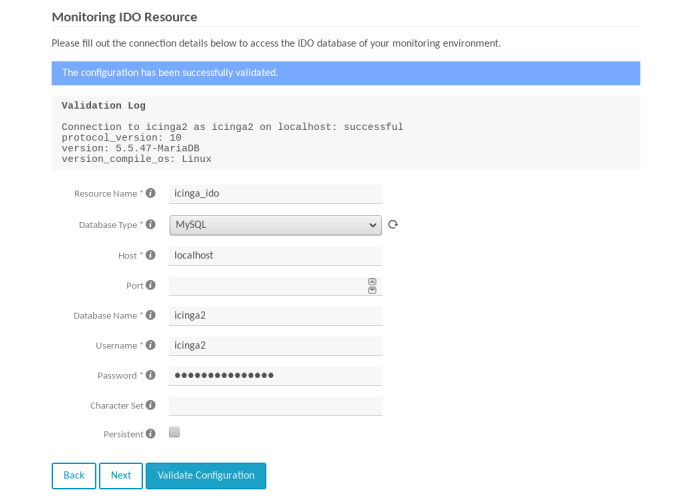 Monitoring IDO Resource
Please fill out the connection details below to access the IDO database of your monitoring environment.
The configuration has been successfully validated.
Validation Log
Connection to icinga2 as icinga2 on localhost: successful
protocol_version: 10
version: 5.5.47-MariaDB
version_compile_os: Linux
Resource Name * icinga_ido
Database Type * MySQL
Host * localhost
Port
Database Name * icinga2
Username * icinga2
Password * ●●●●●●●●●●●●●●●
Character Set
Persistent
Back Next Validate Configuration